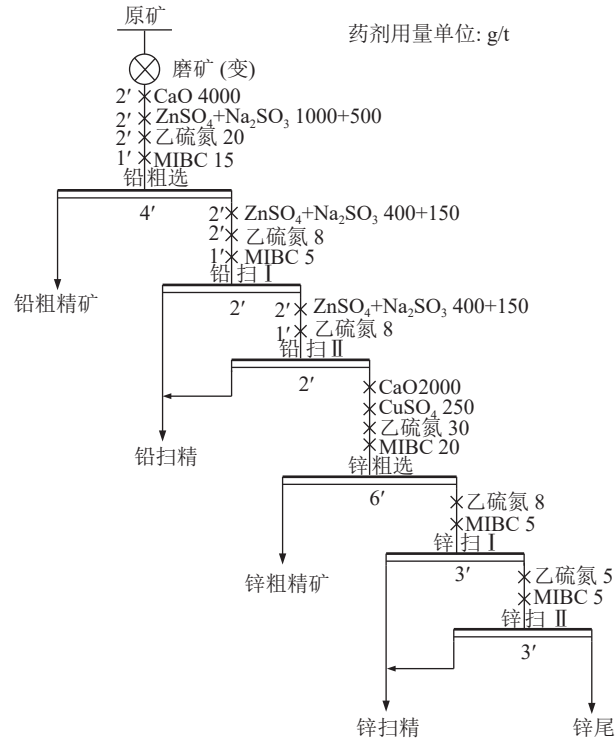 原矿
药剂用量单位: g/t
磨矿 (变)
2′ CaO 4000
2′ ZnSO₄+Na₂SO₃ 1000+500
2′ 乙硫氮 20
1′ MIBC 15
铅粗选
4′
2′ ZnSO₄+Na₂SO₃ 400+150
2′ 乙硫氮 8
1′ MIBC 5
铅扫Ⅰ
铅粗精矿
2′
2′ ZnSO₄+Na₂SO₃ 400+150
1′ 乙硫氮 8
铅扫Ⅱ
2′
CaO2000
CuSO₄ 250
乙硫氮 30
MIBC 20
铅扫精
锌粗选
6′
乙硫氮 8
MIBC 5
锌扫Ⅰ
锌粗精矿
3′
乙硫氮 5
MIBC 5
锌扫Ⅱ
3′
锌扫精
锌尾